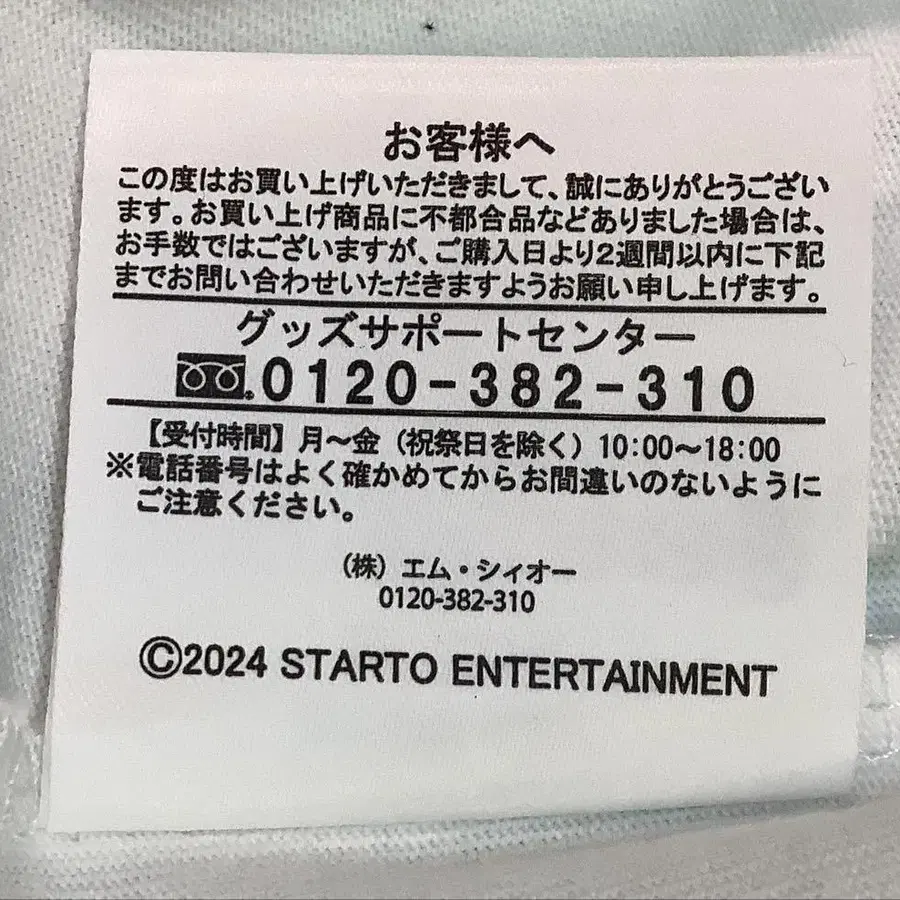 お客様へ
この度はお買い上げいただきまして、誠にありがとうござい
ます。お買い上げ商品に不都合品などありました場合は、
お手数ではございますが、ご購入日より2週間以内に下記
までお問い合わせいただきますようお願い申し上げます。
グッズサポートセンター
0120-382-310
【受付時間】月～金（祝祭日を除く）10:00～18:00
※電話番号はよく確かめてからお間違いのないように
ご注意ください。
（株）エム・シィオー
0120-382-310
©2024 STARTO ENTERTAINMENT